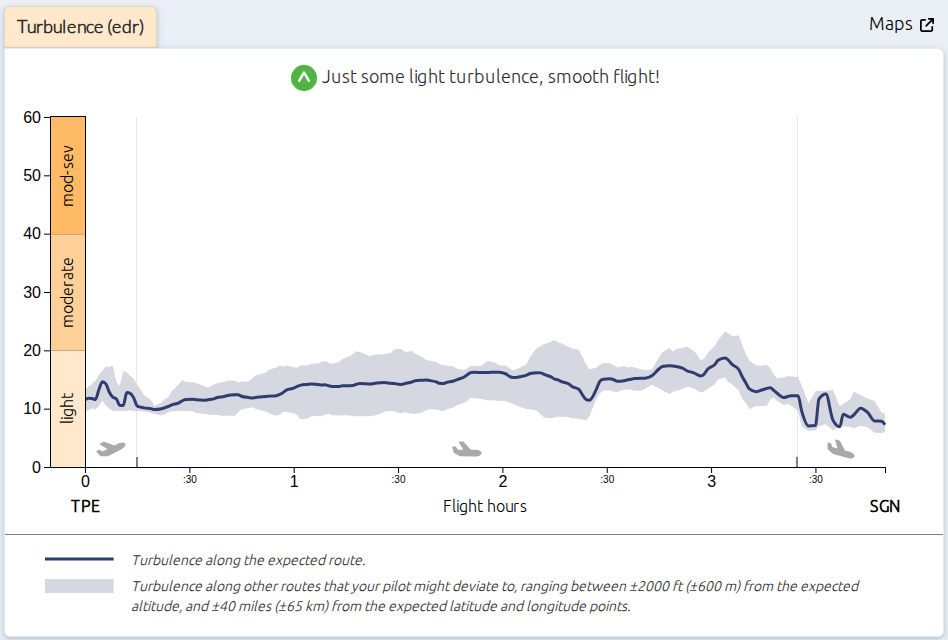 Turbulence (edr)
Maps
Just some light turbulence, smooth flight!
60
50
40
30
20
10
0
mod-sev
moderate
light
0
:30
1
:30
2
:30
3
:30
TPE
Flight hours
SGN
Turbulence along the expected route.
Turbulence along other routes that your pilot might deviate to, ranging between ±2000 ft (±600 m) from the expected
altitude, and ±40 miles (±65 km) from the expected latitude and longitude points.